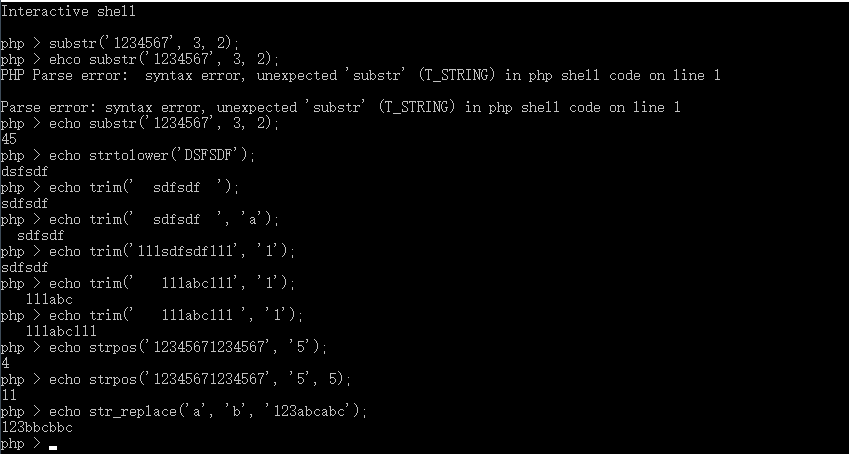 Interactive shell

php > substr('1234567', 3, 2);
php > ehco substr('1234567', 3, 2);
PHP Parse error:  syntax error, unexpected 'substr' (T_STRING) in php shell code on line 1

Parse error: syntax error, unexpected 'substr' (T_STRING) in php shell code on line 1
php > echo substr('1234567', 3, 2);
45
php > echo strtolower('DSFSDF');
dsfsdf
php > echo trim('  sdfsdf  ');
sdfsdf
php > echo trim('  sdfsdf  ', 'a');
  sdfsdf
php > echo trim('111sdfsdf111', '1');
sdfsdf
php > echo trim('   111abc111', '1');
   111abc
php > echo trim('   111abc111 ', '1');
   111abc111
php > echo strpos('12345671234567', '5');
4
php > echo strpos('12345671234567', '5', 5);
11
php > echo str_replace('a', 'b', '123abcabc');
123bbcbbc
php >